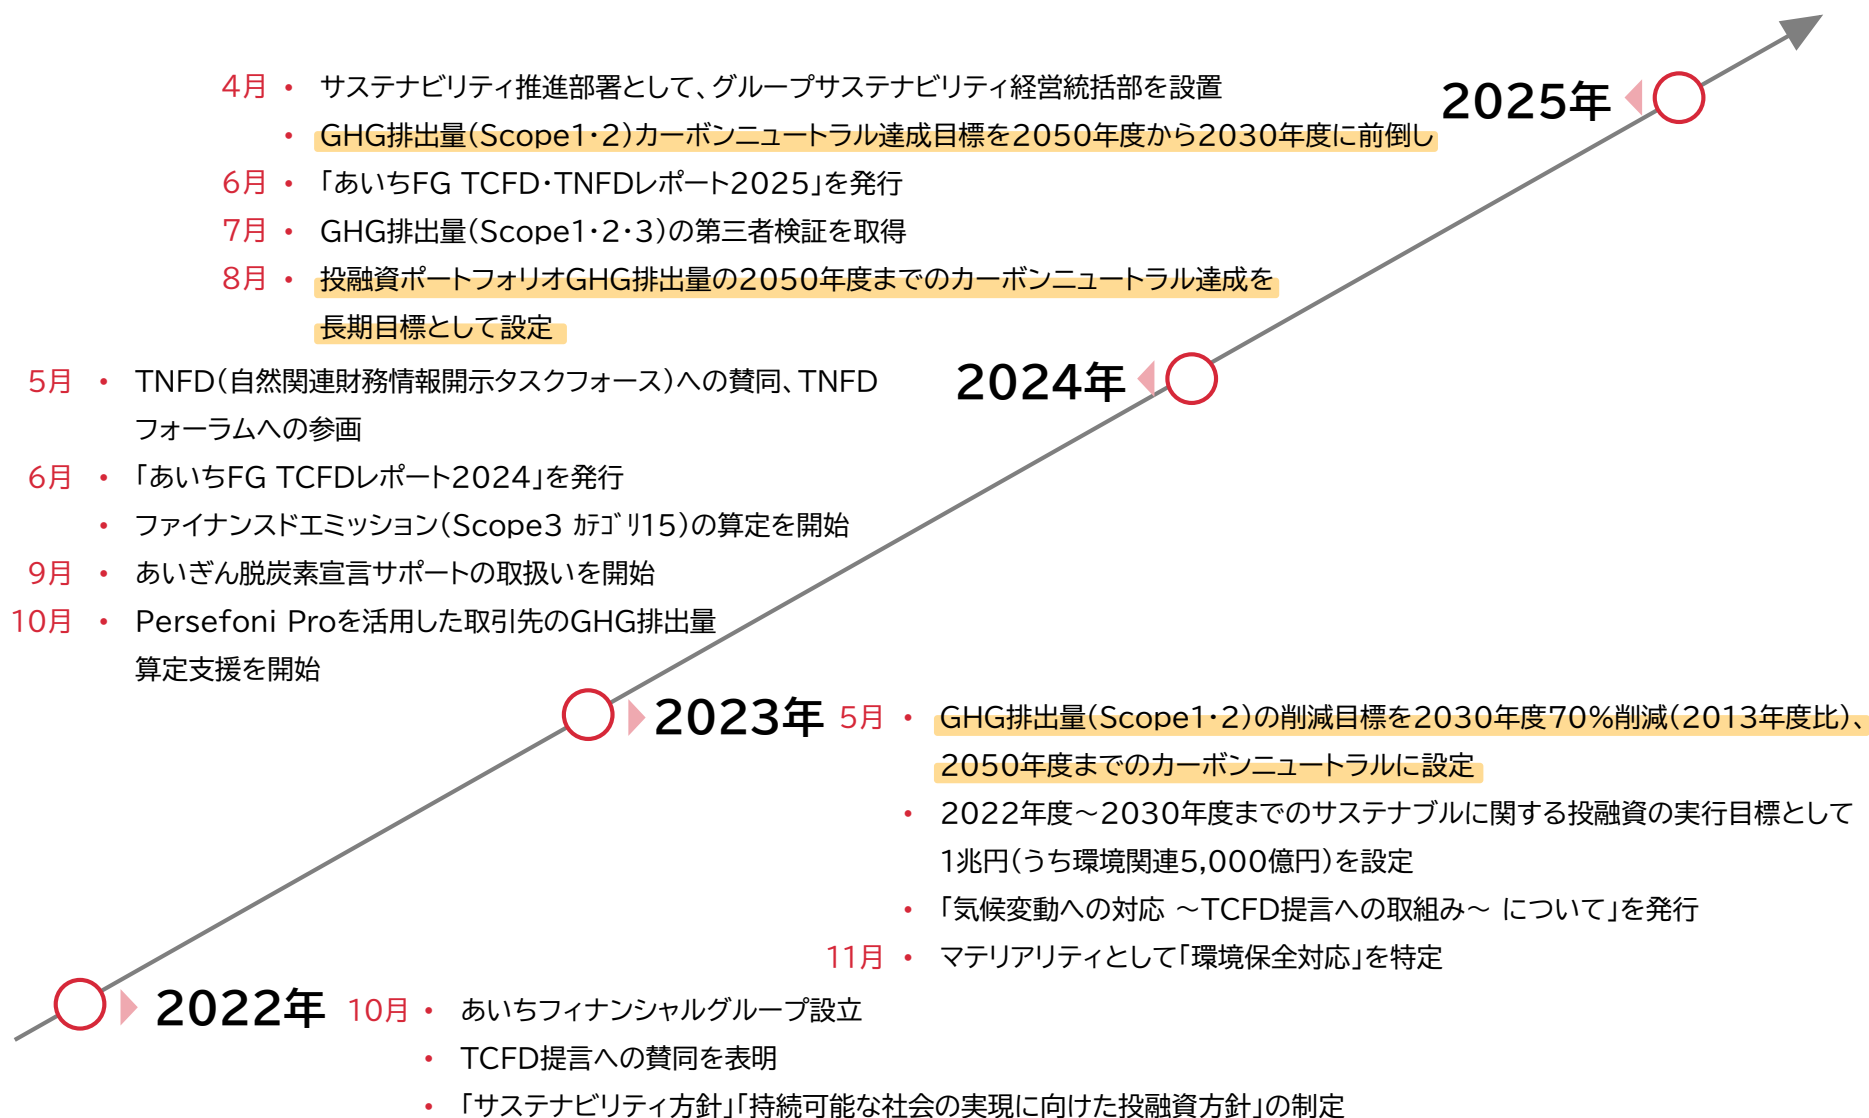 2025年
4月 • サステナビリティ推進部署として、グループサステナビリティ経営統括部を設置
• GHG排出量（Scope1・2）カーボンニュートラル達成目標を2050年度から2030年度に前倒し
6月 • 「あいちFG TCFD・TNFDレポート2025」を発行
7月 • GHG排出量（Scope1・2・3）の第三者検証を取得
8月 • 投融資ポートフォリオGHG排出量の2050年度までのカーボンニュートラル達成を
長期目標として設定
2024年
5月 • TNFD（自然関連財務情報開示タスクフォース）への賛同、TNFD
フォーラムへの参画
6月 • 「あいちFG TCFDレポート2024」を発行
• ファイナンスドエミッション（Scope3 ｶﾃｺﾞﾘ15）の算定を開始
9月 • あいぎん脱炭素宣言サポートの取扱いを開始
10月 • Persefoni Proを活用した取引先のGHG排出量
算定支援を開始
2023年
5月 • GHG排出量（Scope1・2）の削減目標を2030年度70%削減（2013年度比）、
2050年度までのカーボンニュートラルに設定
• 2022年度～2030年度までのサステナブルに関する投融資の実行目標として
1兆円（うち環境関連5,000億円）を設定
• 「気候変動への対応 ～TCFD提言への取組み～ について」を発行
11月 • マテリアリティとして「環境保全対応」を特定
2022年
10月 • あいちフィナンシャルグループ設立
• TCFD提言への賛同を表明
• 「サステナビリティ方針」「持続可能な社会の実現に向けた投融資方針」の制定